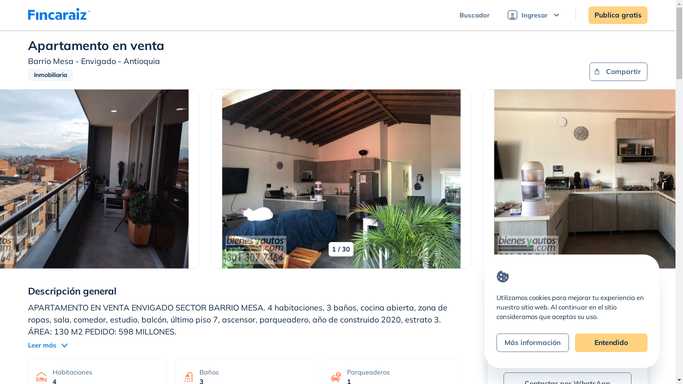 Fincaraiz
Buscador
Ingresar
Publica gratis
Apartamento en venta
Barrio Mesa - Envigado - Antioquia
Inmobiliaria
Compartir
bienesyautos
.com
301 307 7464
1 / 30
bienesyautos
.com
Descripción general
APARTAMENTO EN VENTA ENVIGADO SECTOR BARRIO MESA. 4 habitaciones, 3 baños, cocina abierta, zona de
ropas, sala, comedor, estudio, balcón, último piso 7, ascensor, parqueadero, año de construido 2020, estrato 3.
ÁREA: 130 M2 PEDIDO: 598 MILLONES.
Leer más
Habitaciones
4
Baños
3
Parqueaderos
1
Utilizamos cookies para mejorar tu experiencia en
nuestro sitio web. Al continuar en el sitio
consideramos que aceptas su uso.
Más información
Entendido
Contactar por WhatsApp